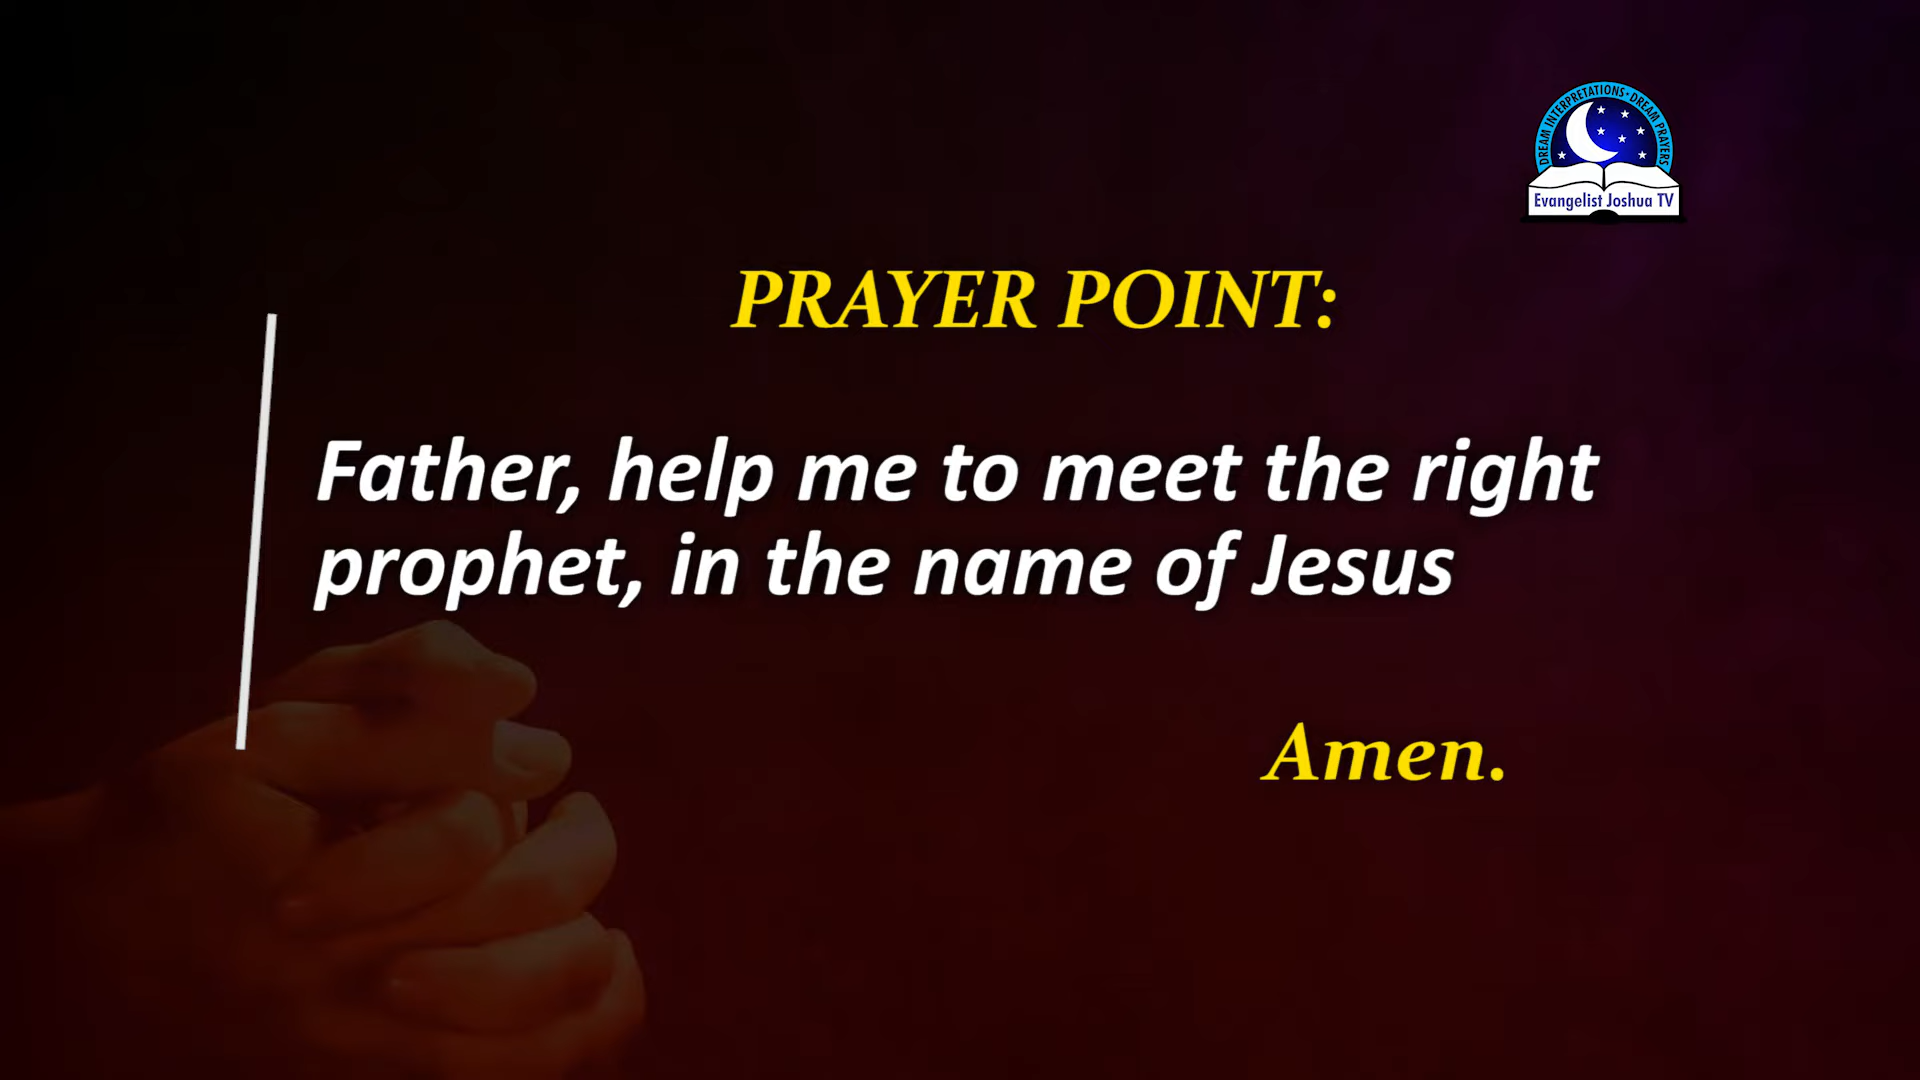 DREAM INTERPRETATIONS • DREAM PRAYERS
Evangelist Joshua TV
PRAYER POINT:
Father, help me to meet the right
prophet, in the name of Jesus
Amen.